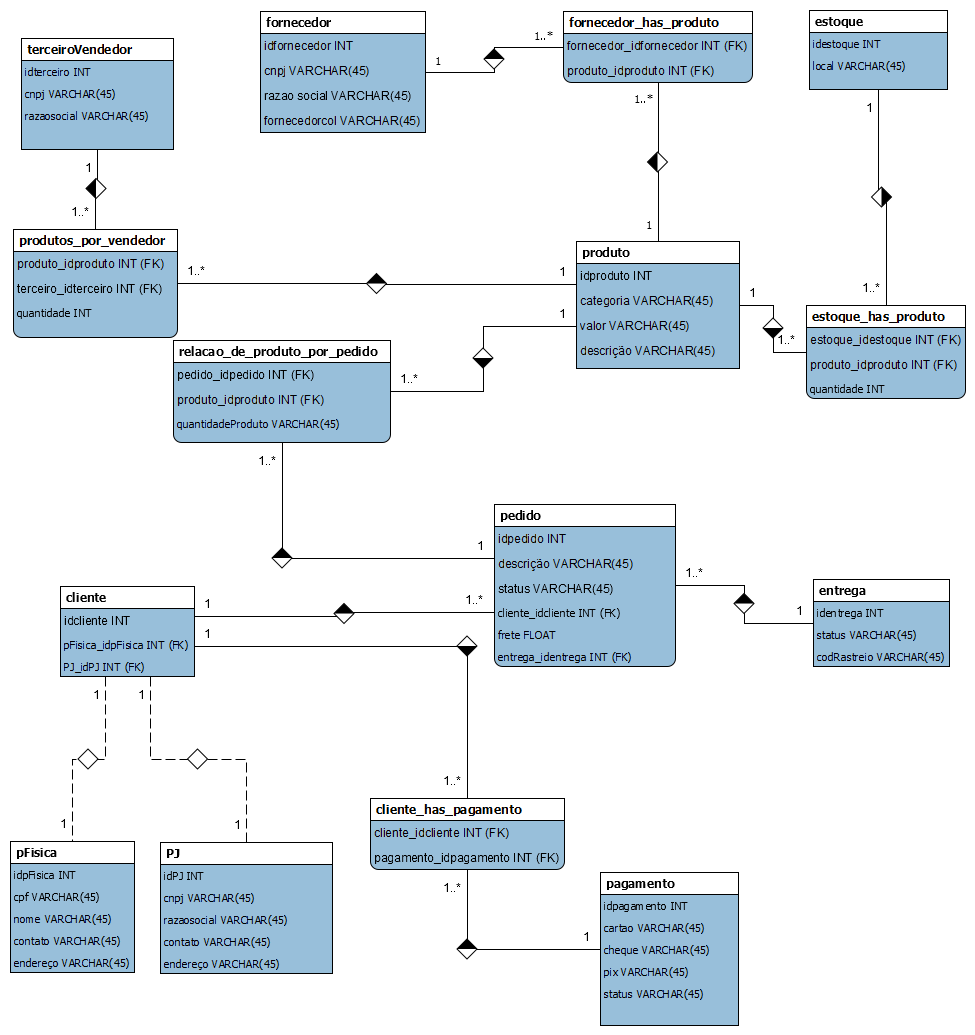 terceiroVendedor
idterceiro INT
cnpj VARCHAR(45)
razaosocial VARCHAR(45)
fornecedor
idfornecedor INT
cnpj VARCHAR(45)
razao social VARCHAR(45)
fornecedorcol VARCHAR(45)
fornecedor_has_produto
fornecedor_idfornecedor INT (FK)
produto_idproduto INT (FK)
estoque
idestoque INT
local VARCHAR(45)
1
1..*
1..*
1
1
1..*
1
1..*
produtos_por_vendedor
produto_idproduto INT (FK)
terceiro_idterceiro INT (FK)
quantidade INT
1..*
1
produto
idproduto INT
categoria VARCHAR(45)
valor VARCHAR(45)
descrição VARCHAR(45)
1
1..*
estoque_has_produto
estoque_idestoque INT (FK)
produto_idproduto INT (FK)
quantidade INT
relacao_de_produto_por_pedido
pedido_idpedido INT (FK)
produto_idproduto INT (FK)
quantidadeProduto VARCHAR(45)
1..*
1
1..*
1
pedido
idpedido INT
descrição VARCHAR(45)
status VARCHAR(45)
cliente_idcliente INT (FK)
frete FLOAT
entrega_identrega INT (FK)
1..*
1
entrega
identrega INT
status VARCHAR(45)
codRastreio VARCHAR(45)
cliente
idcliente INT
pFisica_idpFisica INT (FK)
PJ_idPJ INT (FK)
1
1..*
1
1..*
1
1
1
1
pFisica
idpFisica INT
cpf VARCHAR(45)
nome VARCHAR(45)
contato VARCHAR(45)
endereço VARCHAR(45)
PJ
idPJ INT
cnpj VARCHAR(45)
razaosocial VARCHAR(45)
contato VARCHAR(45)
endereço VARCHAR(45)
cliente_has_pagamento
cliente_idcliente INT (FK)
pagamento_idpagamento INT (FK)
1..*
1
pagamento
idpagamento INT
cartao VARCHAR(45)
cheque VARCHAR(45)
pix VARCHAR(45)
status VARCHAR(45)